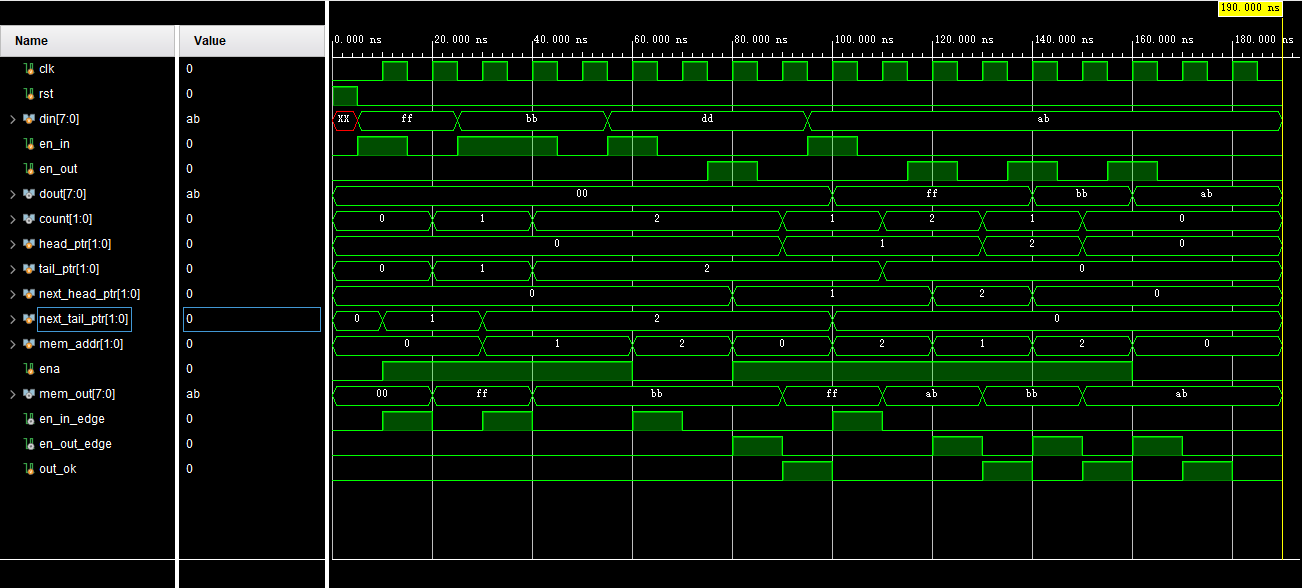 190.000 ns
Name Value
0.000 ns 20.000 ns 40.000 ns 60.000 ns 80.000 ns 100.000 ns 120.000 ns 140.000 ns 160.000 ns 180.000 ns
clk 0
rst 0
din[7:0] ab XX ff bb dd ab
en_in 0
en_out 0
dout[7:0] ab 00 ff bb ab
count[1:0] 0 0 1 2 1 2 1 0
head_ptr[1:0] 0 0 1 2 0
tail_ptr[1:0] 0 0 1 2 0
next_head_ptr[1:0] 0 0 1 2 0
next_tail_ptr[1:0] 0 0 1 2 0
mem_addr[1:0] 0 0 1 2 0 2 1 2 0
ena 0
mem_out[7:0] ab 00 ff bb ff ab bb ab
en_in_edge 0
en_out_edge 0
out_ok 0